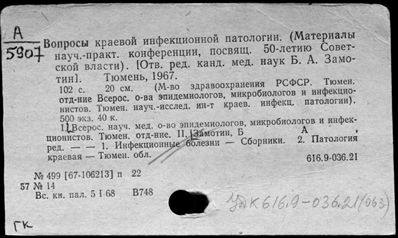 А
5907
Вопросы краевой инфекционной патологии. (Материалы
науч.-практ. конференции, посвящ. 50-летию Совет-
ской власти). [Отв. ред. канд. мед. наук Б. А. Замо-
тин]. Тюмень, 1967.
102 с. 20 см. (М-во здравоохранения РСФСР. Тюмен.
отд-ние Всерос. о-ва эпидемиологов, микробиологов и инфекцио-
нистов. Тюмен. науч.-исслед. ин-т краев. инфекц. патологии).
500 экз. 40 к.
I. Всерос. науч. мед. о-во эпидемиологов, микробиологов и инфек-
ционистов. Тюмен. отд-ние. II. Замотин, Б А
ред. — — 1. Инфекционные болезни — Сборники. 2. Патология
краевая — Тюмен. обл.
616.9-036.21
№ 499 [67-106213] п 22
57 № 14
Вс. кн. пал. 5 I 68 В748
УДК 616.9-036.21(063)
ГК